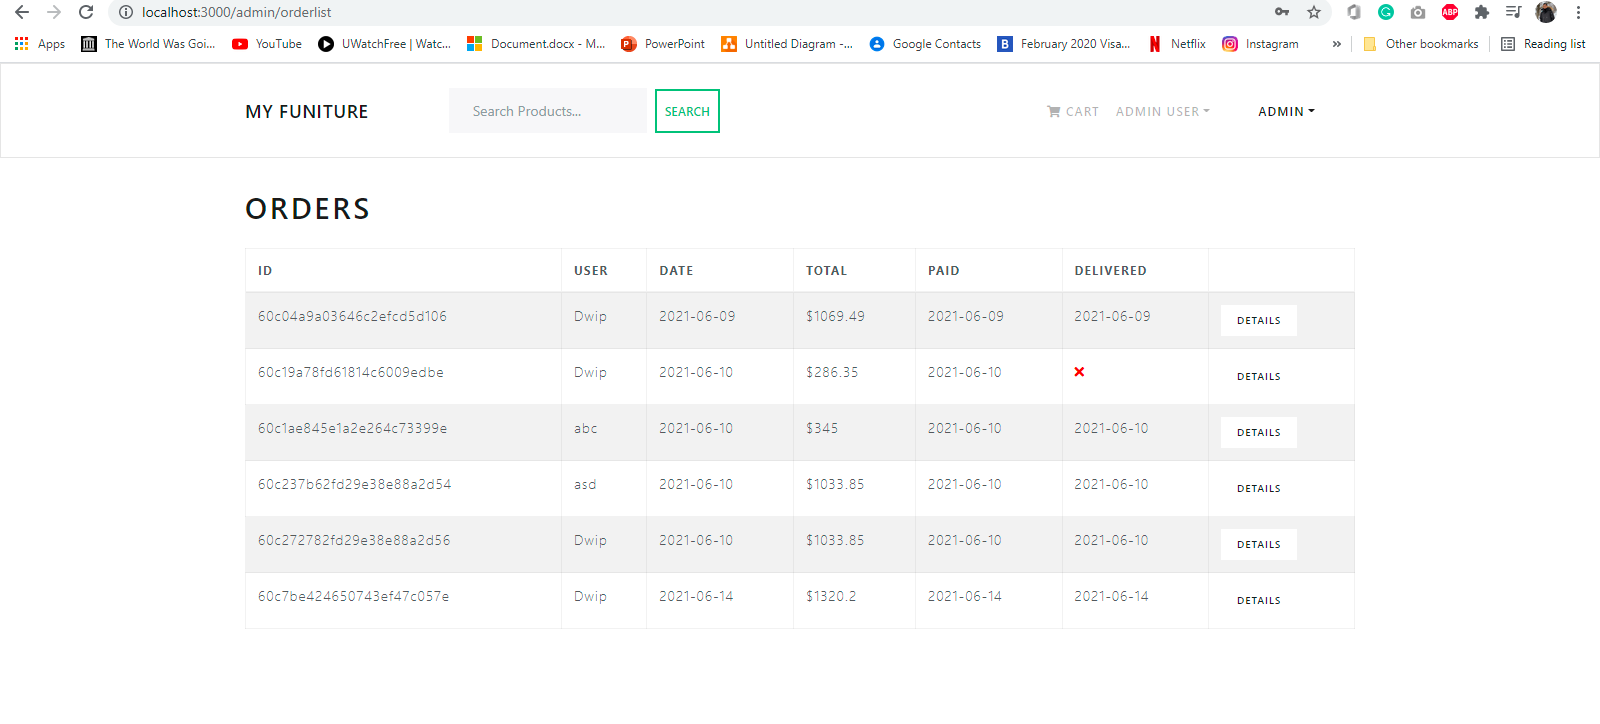 localhost:3000/admin/orderlist
Apps The World Was Goi... YouTube UWatchFree | Watc... Document.docx - M... PowerPoint Untitled Diagram -... Google Contacts B February 2020 Visa... Netflix Instagram » Other bookmarks Reading list
MY FUNITURE Search Products... SEARCH CART ADMIN USER ADMIN
ORDERS
ID USER DATE TOTAL PAID DELIVERED
60c04a9a03646c2efcd5d106 Dwip 2021-06-09 $1069.49 2021-06-09 2021-06-09 DETAILS
60c19a78fd61814c6009edbe Dwip 2021-06-10 $286.35 2021-06-10 DETAILS
60c1ae845e1a2e264c73399e abc 2021-06-10 $345 2021-06-10 2021-06-10 DETAILS
60c237b62fd29e38e88a2d54 asd 2021-06-10 $1033.85 2021-06-10 2021-06-10 DETAILS
60c272782fd29e38e88a2d56 Dwip 2021-06-10 $1033.85 2021-06-10 2021-06-10 DETAILS
60c7be424650743ef47c057e Dwip 2021-06-14 $1320.2 2021-06-14 2021-06-14 DETAILS